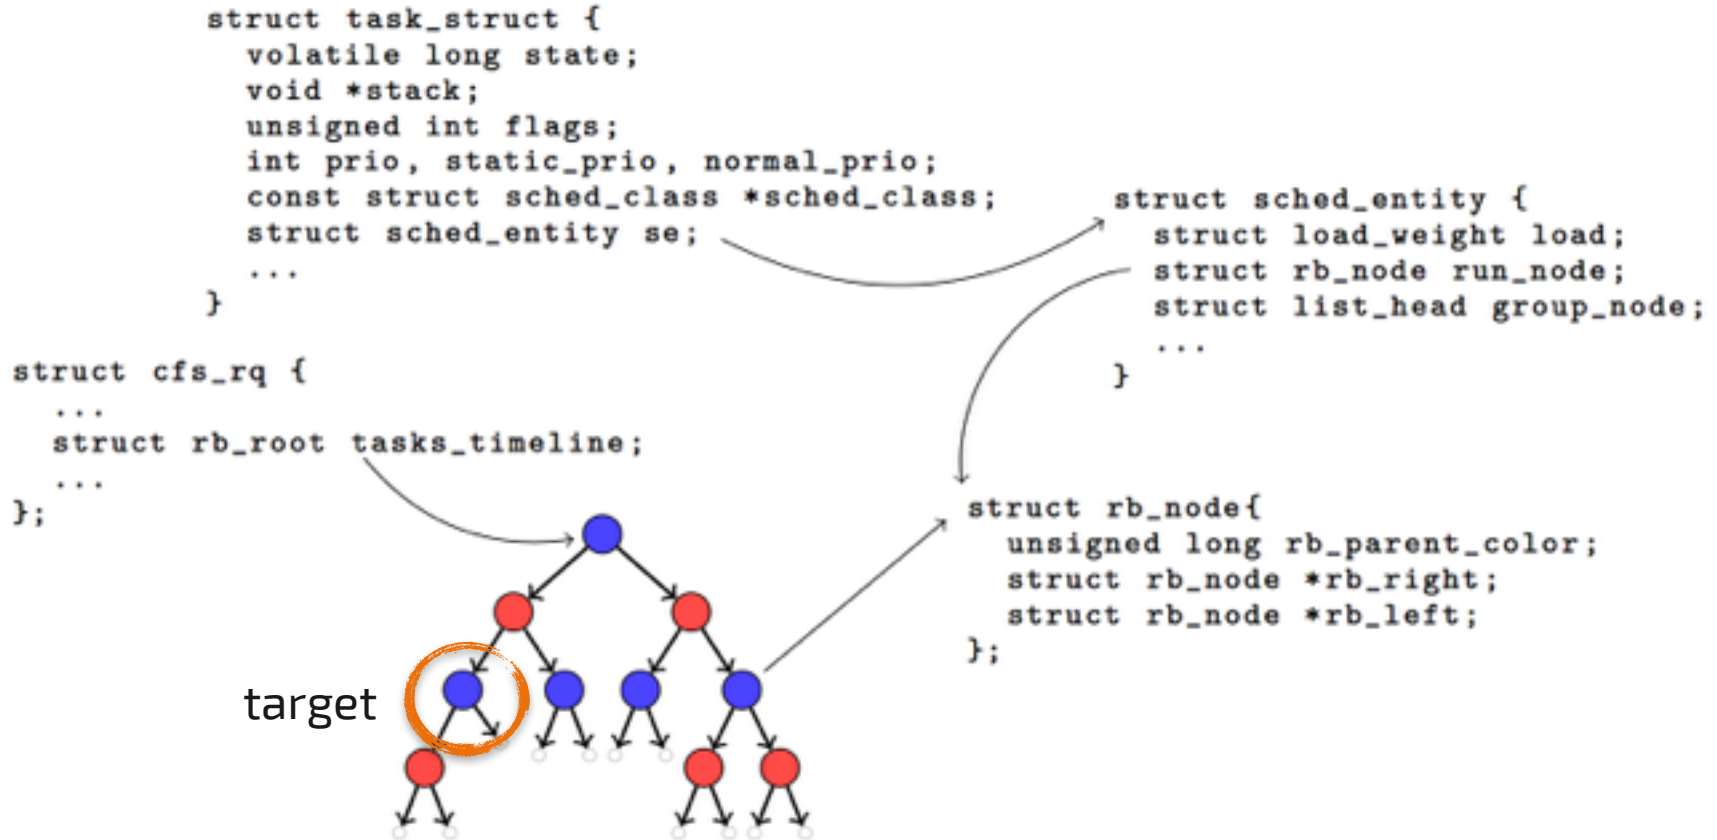 struct task_struct {
volatile long state;
void *stack;
unsigned int flags;
int prio, static_prio, normal_prio;
const struct sched_class *sched_class;
struct sched_entity se;
...
}
struct sched_entity {
struct load_weight load;
struct rb_node run_node;
struct list_head group_node;
...
}
struct cfs_rq {
...
struct rb_root tasks_timeline;
...
};
struct rb_node{
unsigned long rb_parent_color;
struct rb_node *rb_right;
struct rb_node *rb_left;
};
target